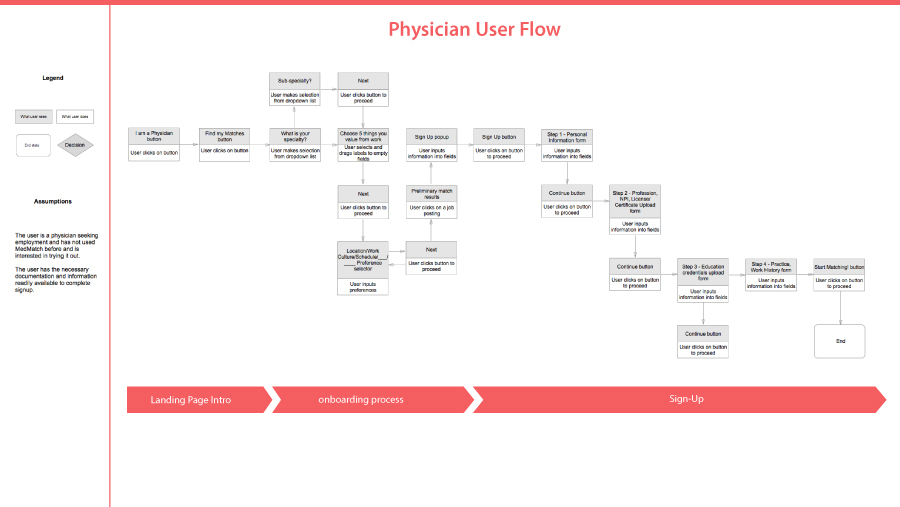 Physician User Flow
Legend
What user sees
What user does
End state
Decision
Assumptions
The user is a physician seeking
employment and has not used
MedMatch before and is
interested in trying it out.
The user has the necessary
documentation and information
readily available to complete
signup.
Sub-specialty?
User makes selection
from dropdown list
Next
User clicks button to
proceed
I am a Physician
button
User clicks on button
Find my Matches
button
User clicks on button
What is your
specialty?
User makes selection
from dropdown list
Choose 5 things you
value from work
User selects and
drags labels to empty
fields
Sign Up popup
User inputs
information into fields
Sign Up button
User clicks on button
to proceed
Step 1 - Personal
Information form
User inputs
information into fields
Next
User clicks button to
proceed
Preliminary match
results
User clicks on a job
posting
Continue button
User clicks on button
to proceed
Step 2 - Profession,
NPI, License/
Certificate Upload
form
User inputs
information into fields
Location/Work
Culture/Schedule/___/
____ Preference
selector
User inputs
preferences
Next
User clicks button to
proceed
Continue button
User clicks on button
to proceed
Step 3 - Education
credentials upload
form
User inputs
information into fields
Step 4 - Practice,
Work History form
User inputs
information into fields
Start Matching! button
User clicks on button
to proceed
Continue button
User clicks on button
to proceed
End
Landing Page Intro
onboarding process
Sign-Up